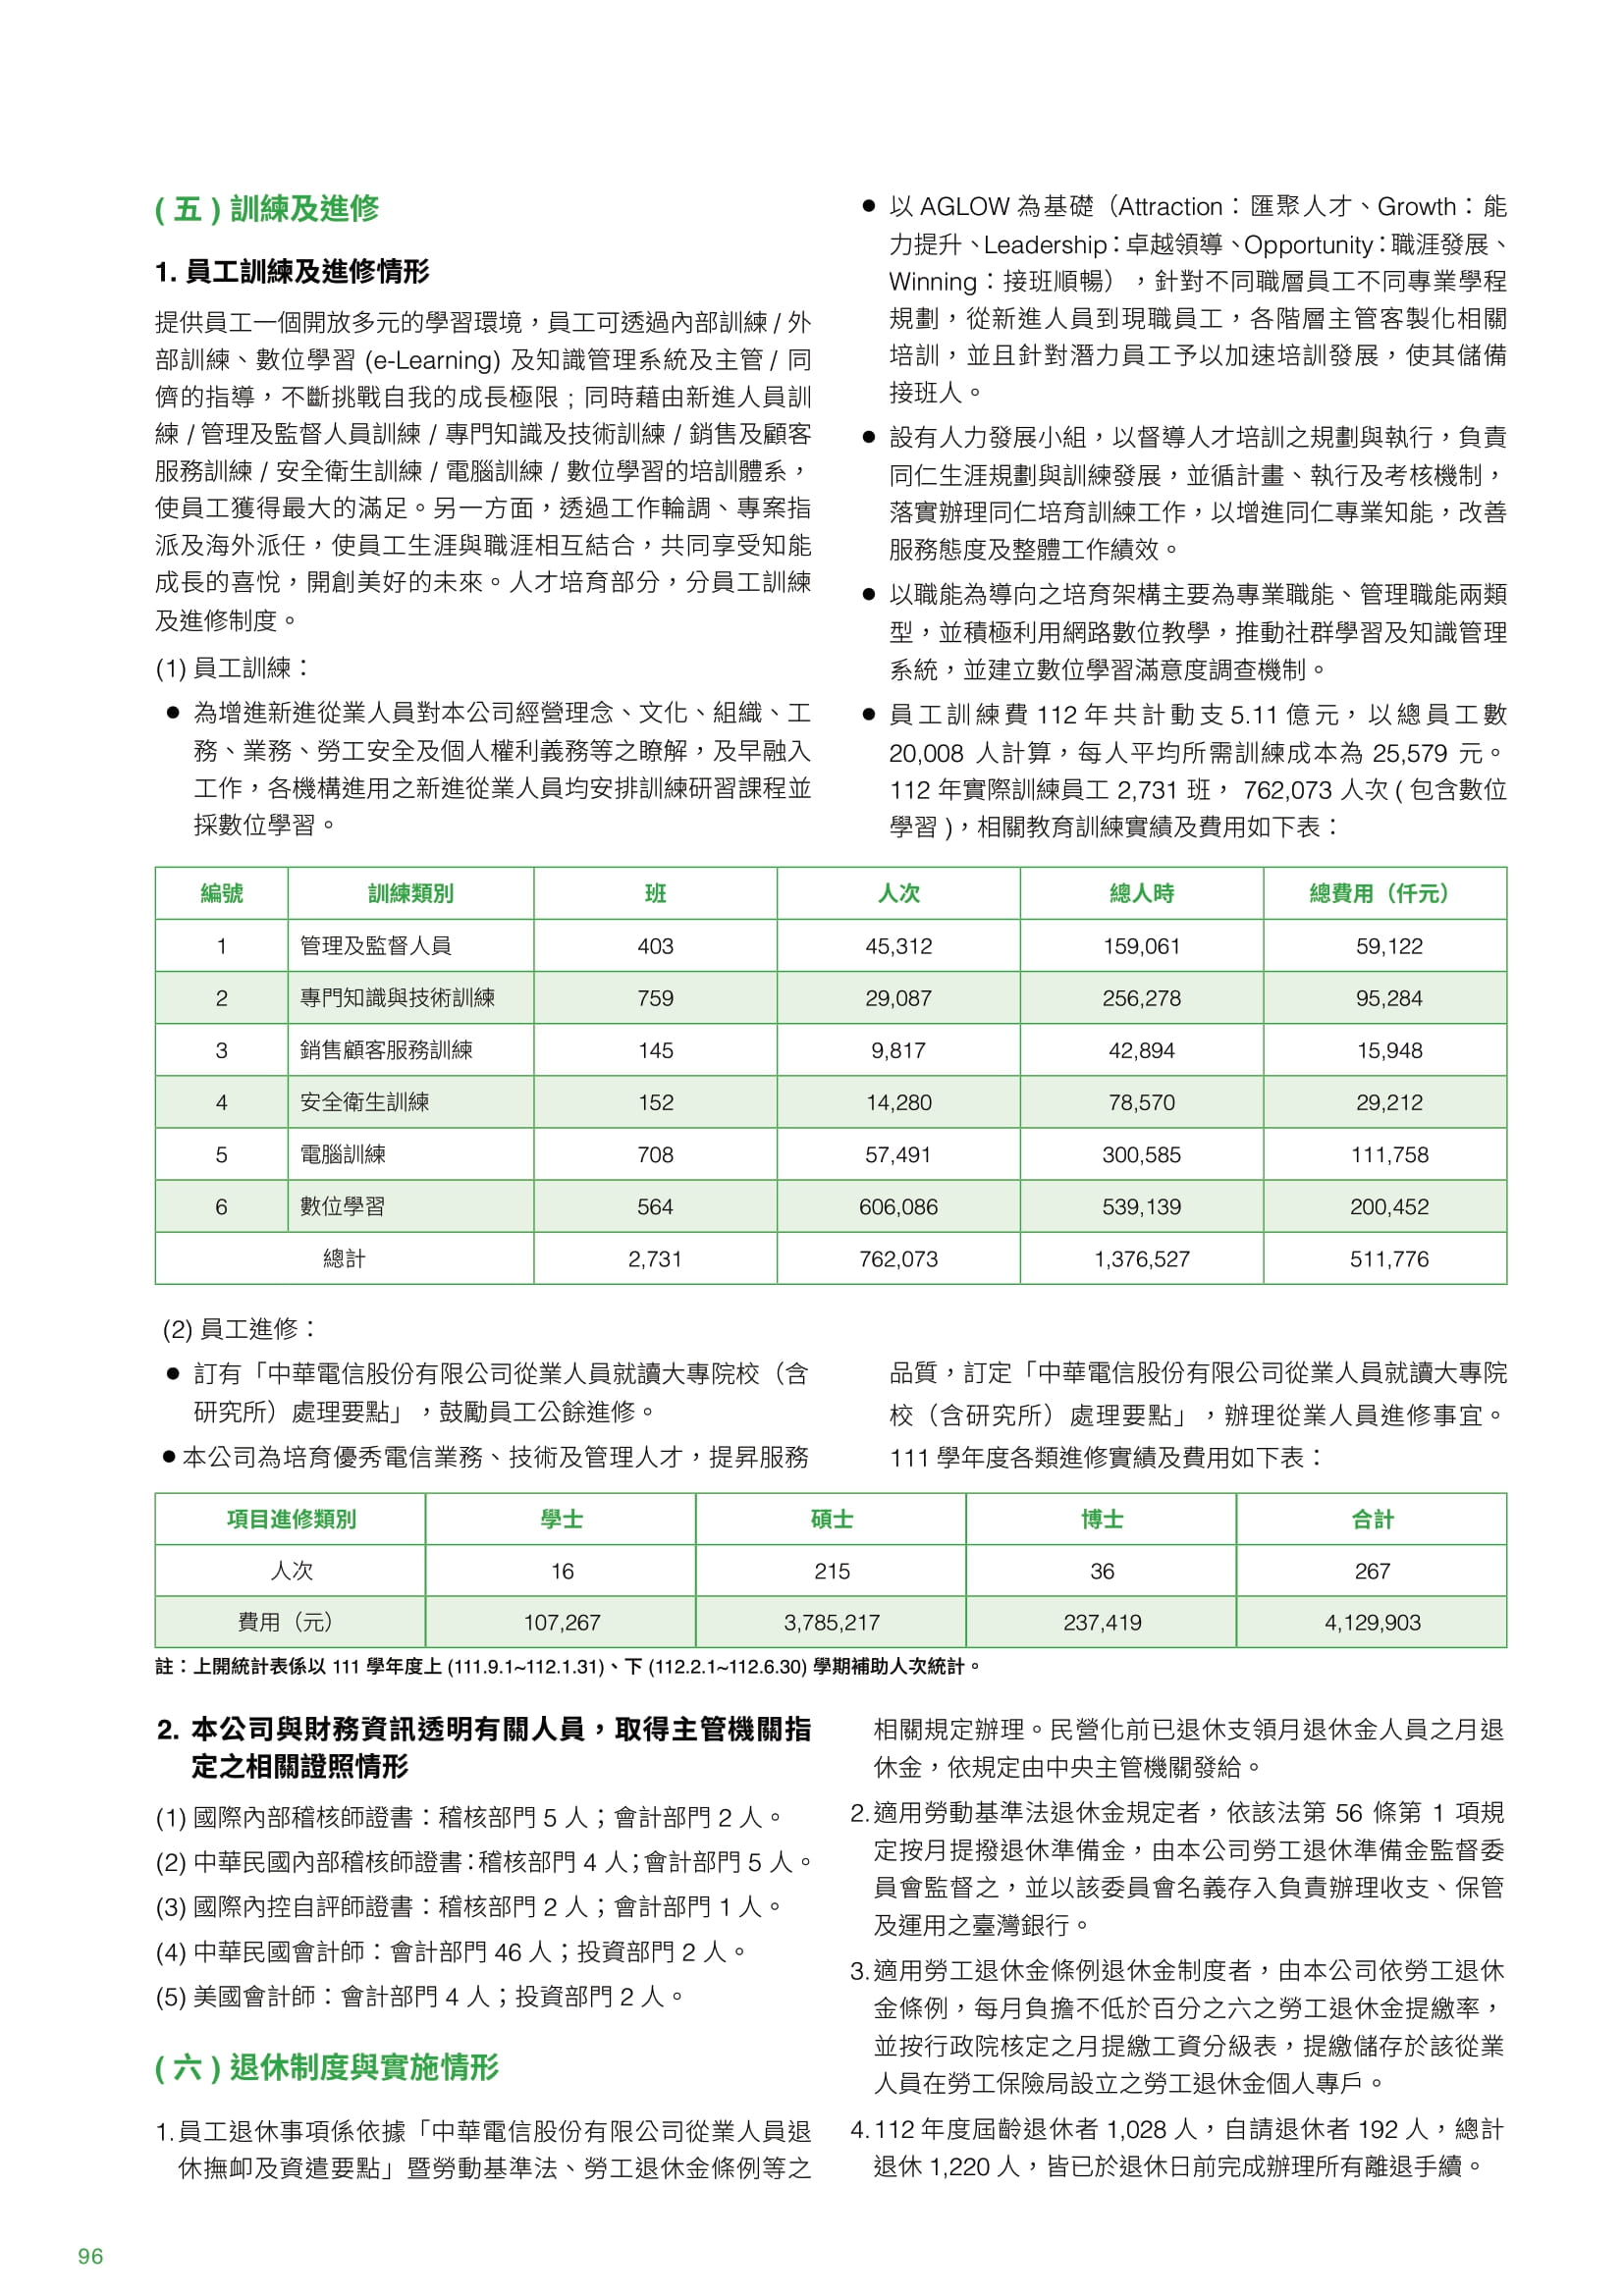 ( 五 ) 訓練及進修
1. 員工訓練及進修情形
提供員工一個開放多元的學習環境，員工可透過內部訓練 / 外
部訓練、數位學習 (e-Learning) 及知識管理系統及主管 / 同
儕的指導，不斷挑戰自我的成長極限；同時藉由新進人員訓
練 / 管理及監督人員訓練 / 專門知識及技術訓練 / 銷售及顧客
服務訓練 / 安全衛生訓練 / 電腦訓練 / 數位學習的培訓體系，
使員工獲得最大的滿足。另一方面，透過工作輪調、專案指
派及海外派任，使員工生涯與職涯相互結合，共同享受知能
成長的喜悅，開創美好的未來。人才培育部分，分員工訓練
及進修制度。
(1) 員工訓練：
● 為增進新進從業人員對本公司經營理念、文化、組織、工
務、業務、勞工安全及個人權利義務等之瞭解，及早融入
工作，各機構進用之新進從業人員均安排訓練研習課程並
採數位學習。
● 以 AGLOW 為基礎（Attraction：匯聚人才、Growth：能
力提升、Leadership：卓越領導、Opportunity：職涯發展、
Winning：接班順暢），針對不同職層員工不同專業學程
規劃，從新進人員到現職員工，各階層主管客製化相關
培訓，並且針對潛力員工予以加速培訓發展，使其儲備
接班人。
● 設有人力發展小組，以督導人才培訓之規劃與執行，負責
同仁生涯規劃與訓練發展，並循計畫、執行及考核機制，
落實辦理同仁培育訓練工作，以增進同仁專業知能，改善
服務態度及整體工作績效。
● 以職能為導向之培育架構主要為專業職能、管理職能兩類
型，並積極利用網路數位教學，推動社群學習及知識管理
系統，並建立數位學習滿意度調查機制。
● 員工訓練費 112 年共計動支 5.11 億元，以總員工數
20,008 人計算，每人平均所需訓練成本為 25,579 元。
112 年實際訓練員工 2,731 班， 762,073 人次 ( 包含數位
學習 )，相關教育訓練實績及費用如下表：
編號 訓練類別 班 人次 總人時 總費用（仟元）
1 管理及監督人員 403 45,312 159,061 59,122
2 專門知識與技術訓練 759 29,087 256,278 95,284
3 銷售顧客服務訓練 145 9,817 42,894 15,948
4 安全衛生訓練 152 14,280 78,570 29,212
5 電腦訓練 708 57,491 300,585 111,758
6 數位學習 564 606,086 539,139 200,452
總計 2,731 762,073 1,376,527 511,776
(2) 員工進修：
● 訂有「中華電信股份有限公司從業人員就讀大專院校（含
研究所）處理要點」，鼓勵員工公餘進修。
● 本公司為培育優秀電信業務、技術及管理人才，提昇服務
品質，訂定「中華電信股份有限公司從業人員就讀大專院
校（含研究所）處理要點」，辦理從業人員進修事宜。
111 學年度各類進修實績及費用如下表：
項目進修類別 學士 碩士 博士 合計
人次 16 215 36 267
費用（元） 107,267 3,785,217 237,419 4,129,903
註：上開統計表係以 111 學年度上 (111.9.1~112.1.31)、下 (112.2.1~112.6.30) 學期補助人次統計。
2. 本公司與財務資訊透明有關人員，取得主管機關指
定之相關證照情形
(1) 國際內部稽核師證書：稽核部門 5 人；會計部門 2 人。
(2) 中華民國內部稽核師證書：稽核部門 4 人；會計部門 5 人。
(3) 國際內控自評師證書：稽核部門 2 人；會計部門 1 人。
(4) 中華民國會計師：會計部門 46 人；投資部門 2 人。
(5) 美國會計師：會計部門 4 人；投資部門 2 人。
( 六 ) 退休制度與實施情形
1. 員工退休事項係依據「中華電信股份有限公司從業人員退
休撫卹及資遣要點」暨勞動基準法、勞工退休金條例等之
相關規定辦理。民營化前已退休支領月退休金人員之月退
休金，依規定由中央主管機關發給。
2. 適用勞動基準法退休金規定者，依該法第 56 條第 1 項規
定按月提撥退休準備金，由本公司勞工退休準備金監督委
員會監督之，並以該委員會名義存入負責辦理收支、保管
及運用之臺灣銀行。
3. 適用勞工退休金條例退休金制度者，由本公司依勞工退休
金條例，每月負擔不低於百分之六之勞工退休金提繳率，
並按行政院核定之月提繳工資分級表，提繳儲存於該從業
人員在勞工保險局設立之勞工退休金個人專戶。
4. 112 年度屆齡退休者 1,028 人，自請退休者 192 人，總計
退休 1,220 人，皆已於退休日前完成辦理所有離退手續。
96